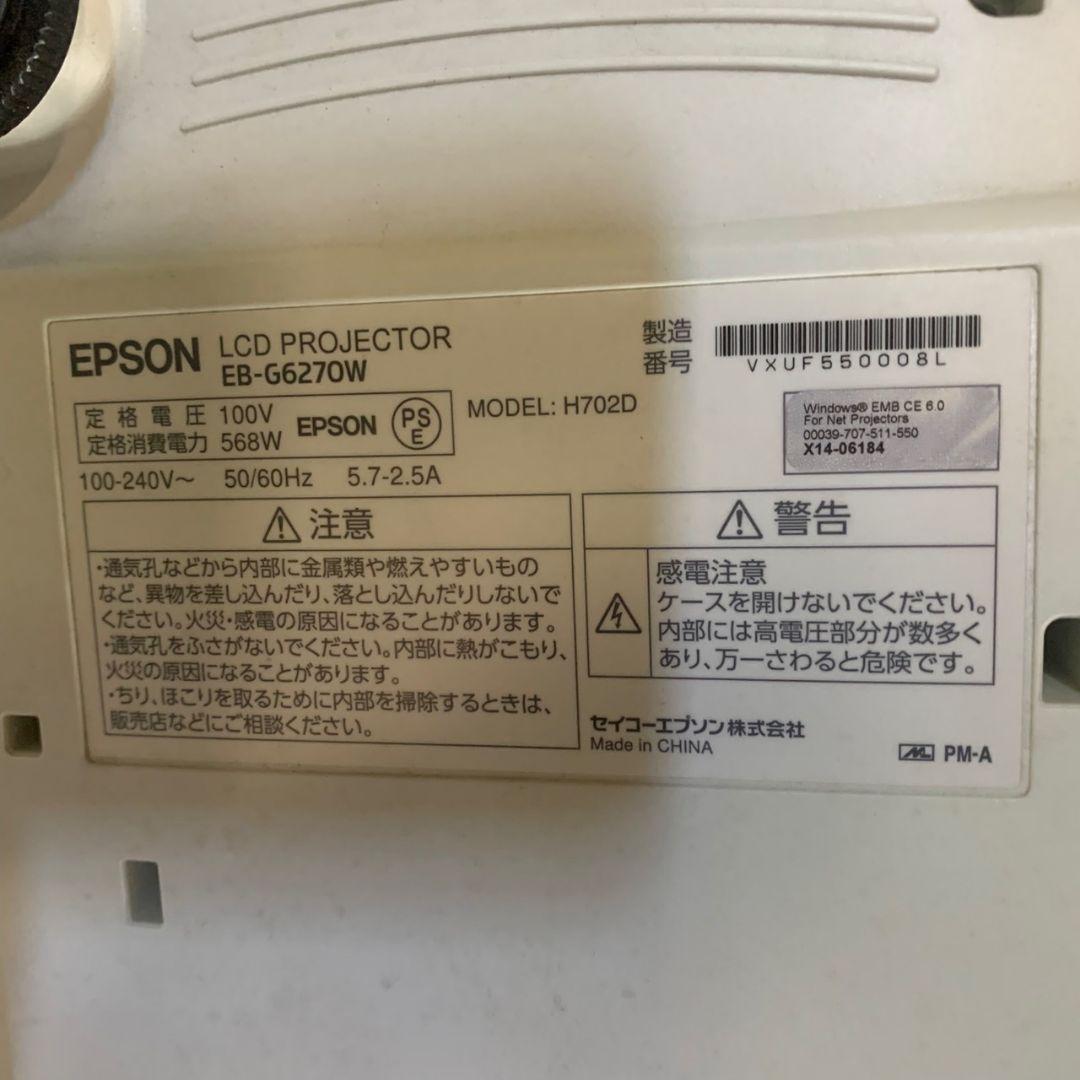 EPSON LCD PROJECTOR
EB-G6270W
製造
番号
VXUF550008L
定格電圧 100V
定格消費電力 568W
EPSON
PS
E
MODEL: H702D
Windows® EMB CE 6.0
For Net Projectors
00039-707-511-550
X14-06184
100-240V~ 50/60Hz 5.7-2.5A
注意
・通気孔などから内部に金属類や燃えやすいもの
など、異物を差し込んだり、落とし込んだりしないで
ください。火災・感電の原因になることがあります。
・通気孔をふさがないでください。内部に熱がこもり、
火災の原因になることがあります。
・ちり、ほこりを取るために内部を掃除するときは、
販売店などにご相談ください。
警告
感電注意
ケースを開けないでください。
内部には高電圧部分が数多く
あり、万一さわると危険です。
セイコーエプソン株式会社
Made in CHINA
PM-A